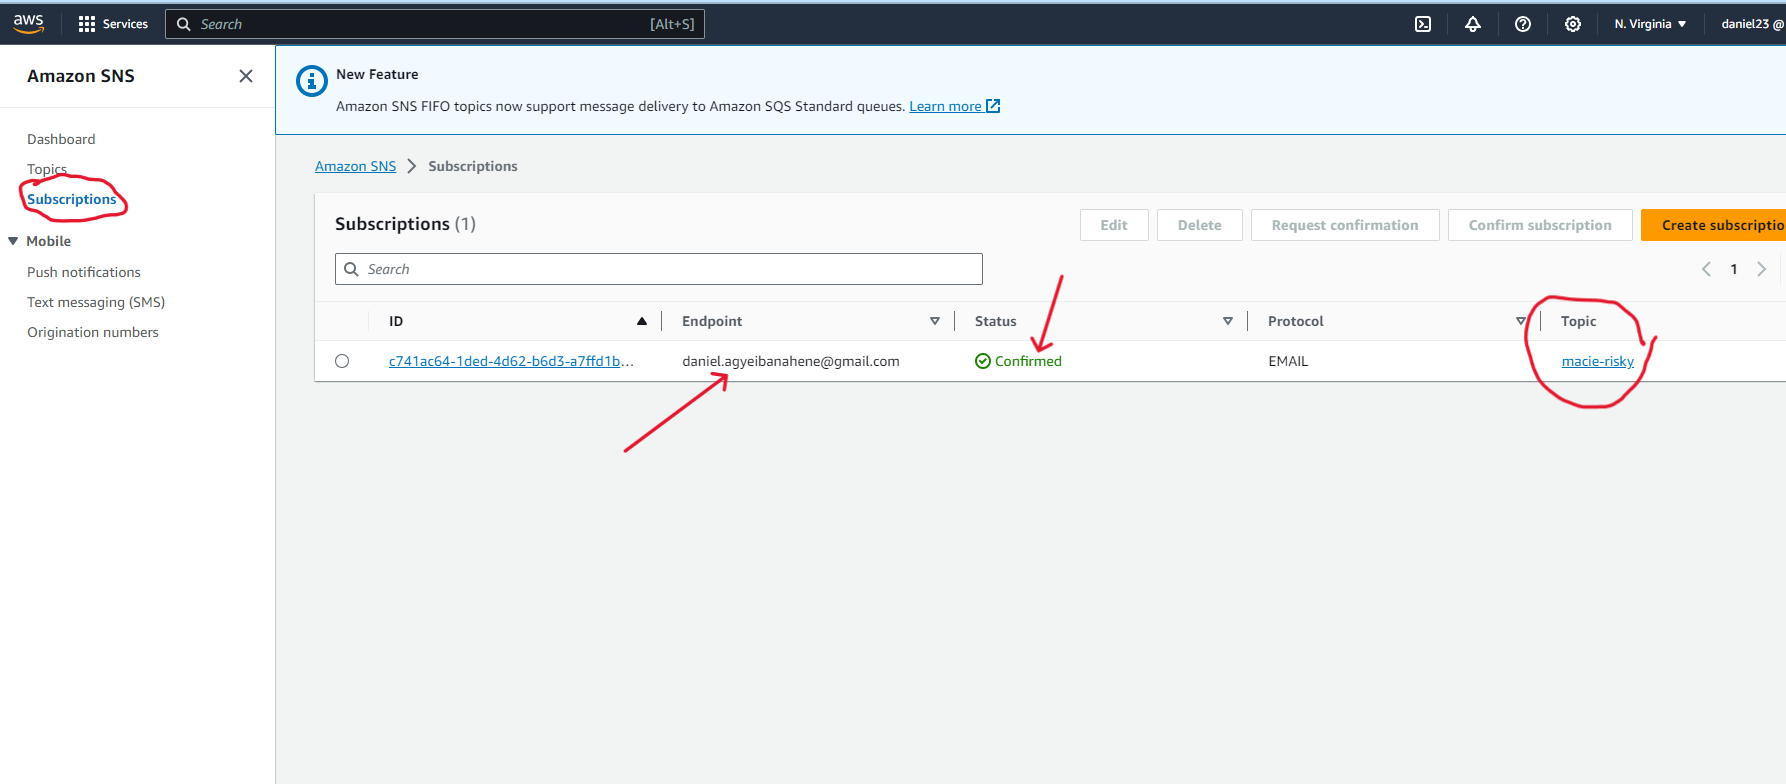 aws Services Search [Alt+S] N. Virginia daniel23 @
Amazon SNS
Dashboard
Topics
Subscriptions
Mobile
Push notifications
Text messaging (SMS)
Origination numbers
New Feature
Amazon SNS FIFO topics now support message delivery to Amazon SQS Standard queues. Learn more
Amazon SNS > Subscriptions
Subscriptions (1) Edit Delete Request confirmation Confirm subscription Create subscriptio
Search 1
ID Endpoint Status Protocol Topic
c741ac64-1ded-4d62-b6d3-a7ffd1b... daniel.agyeibanahene@gmail.com Confirmed EMAIL macie-risky